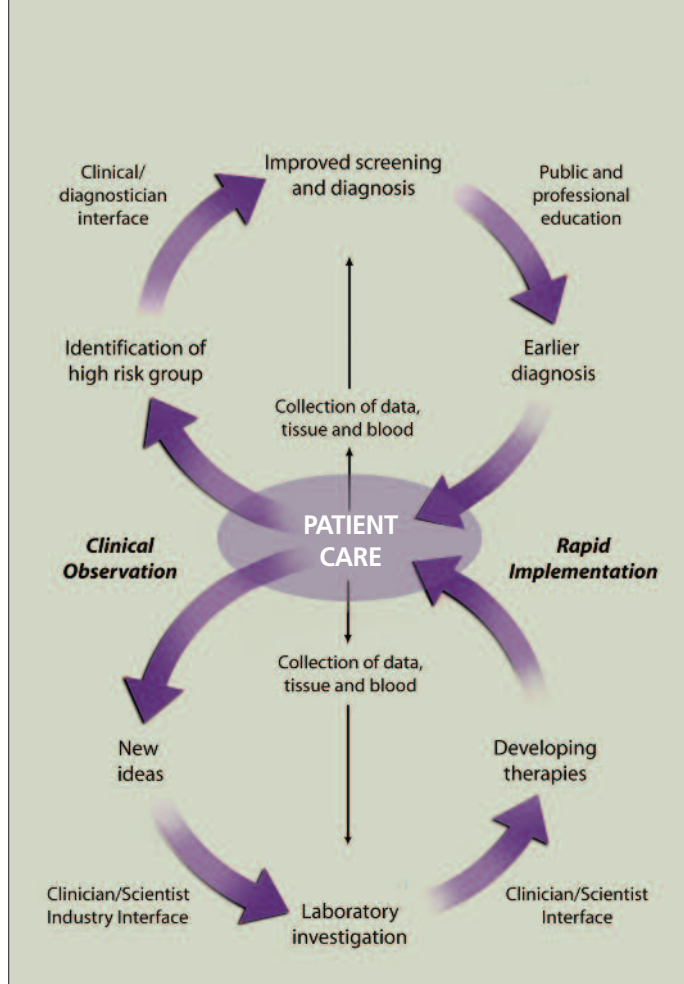 Improved screening
and diagnosis
Clinical/
diagnostician
interface
Public and
professional
education
Identification of
high risk group
Earlier
diagnosis
Collection of data,
tissue and blood
PATIENT
CARE
Clinical
Observation
Rapid
Implementation
Collection of data,
tissue and blood
New
ideas
Developing
therapies
Clinician/Scientist
Industry Interface
Laboratory
investigation
Clinician/Scientist
Interface